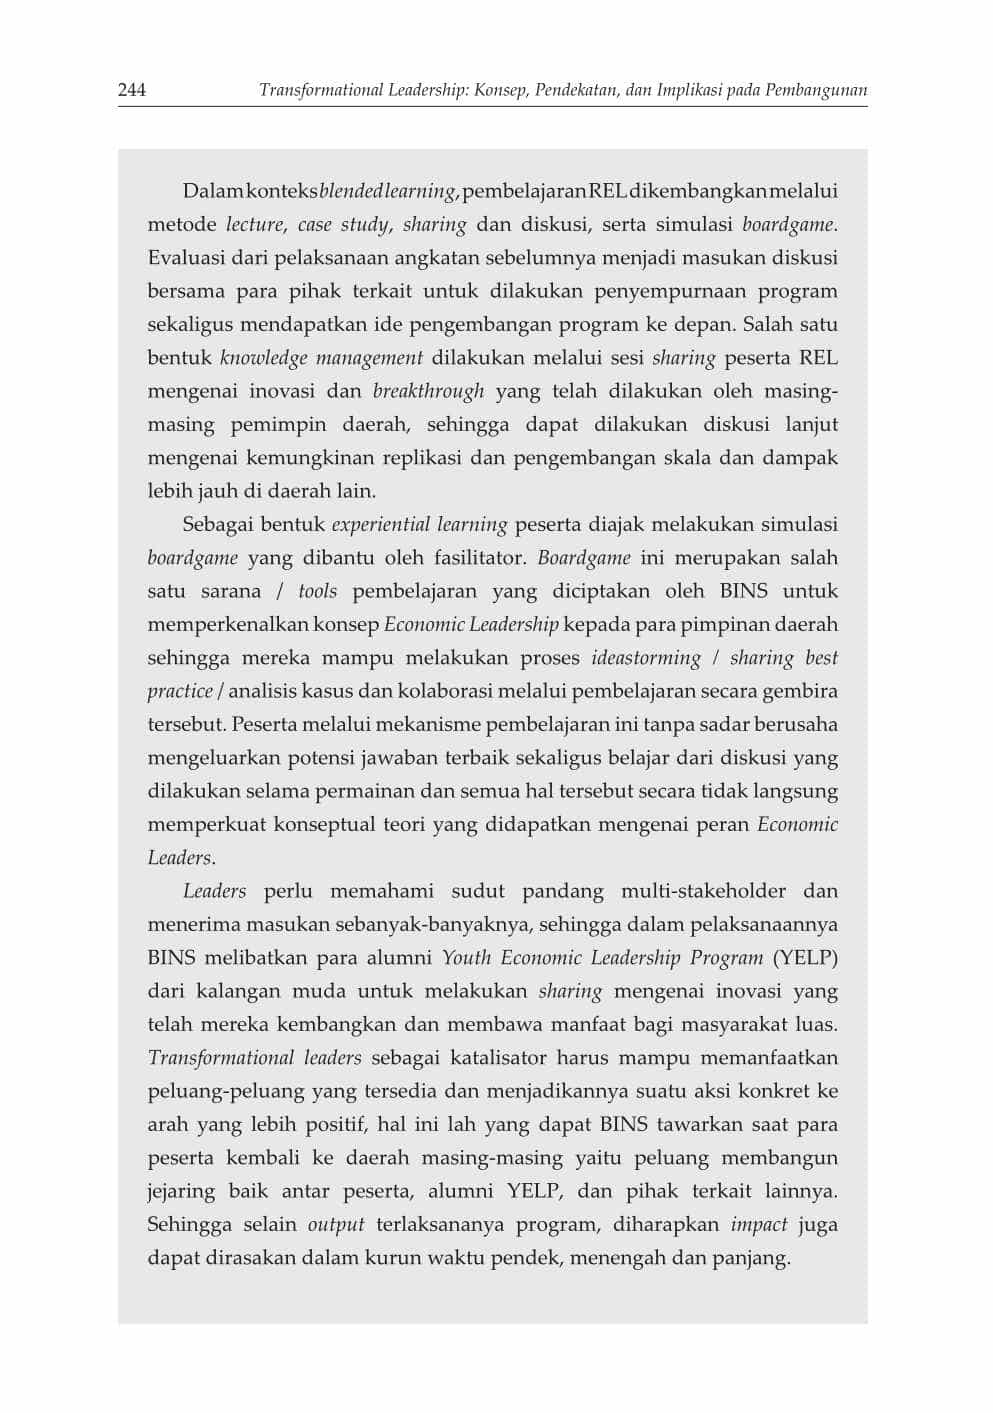 244
Transformational Leadership: Konsep, Pendekatan, dan Implikasi pada Pembangunan
Dalam konteks blended learning, pembelajaran REL dikembangkan melalui
metode lecture, case study, sharing dan diskusi, serta simulasi boardgame.
Evaluasi dari pelaksanaan angkatan sebelumnya menjadi masukan diskusi
bersama para pihak terkait untuk dilakukan penyempurnaan program
sekaligus mendapatkan ide pengembangan program ke depan. Salah satu
bentuk knowledge management dilakukan melalui sesi sharing peserta REL
mengenai inovasi dan breakthrough yang telah dilakukan oleh masing-
masing pemimpin daerah, sehingga dapat dilakukan diskusi lanjut
mengenai kemungkinan replikasi dan pengembangan skala dan dampak
lebih jauh di daerah lain.
Sebagai bentuk experiential learning peserta diajak melakukan simulasi
boardgame yang dibantu oleh fasilitator. Boardgame ini merupakan salah
satu sarana / tools pembelajaran yang diciptakan oleh BINS untuk
memperkenalkan konsep Economic Leadership kepada para pimpinan daerah
sehingga mereka mampu melakukan proses ideastorming / sharing best
practice / analisis kasus dan kolaborasi melalui pembelajaran secara gembira
tersebut. Peserta melalui mekanisme pembelajaran ini tanpa sadar berusaha
mengeluarkan potensi jawaban terbaik sekaligus belajar dari diskusi yang
dilakukan selama permainan dan semua hal tersebut secara tidak langsung
memperkuat konseptual teori yang didapatkan mengenai peran Economic
Leaders.
Leaders perlu memahami sudut pandang multi-stakeholder dan
menerima masukan sebanyak-banyaknya, sehingga dalam pelaksanaannya
BINS melibatkan para alumni Youth Economic Leadership Program (YELP)
dari kalangan muda untuk melakukan sharing mengenai inovasi yang
telah mereka kembangkan dan membawa manfaat bagi masyarakat luas.
Transformational leaders sebagai katalisator harus mampu memanfaatkan
peluang-peluang yang tersedia dan menjadikannya suatu aksi konkret ke
arah yang lebih positif, hal ini lah yang dapat BINS tawarkan saat para
peserta kembali ke daerah masing-masing yaitu peluang membangun
jejaring baik antar peserta, alumni YELP, dan pihak terkait lainnya.
Sehingga selain output terlaksananya program, diharapkan impact juga
dapat dirasakan dalam kurun waktu pendek, menengah dan panjang.